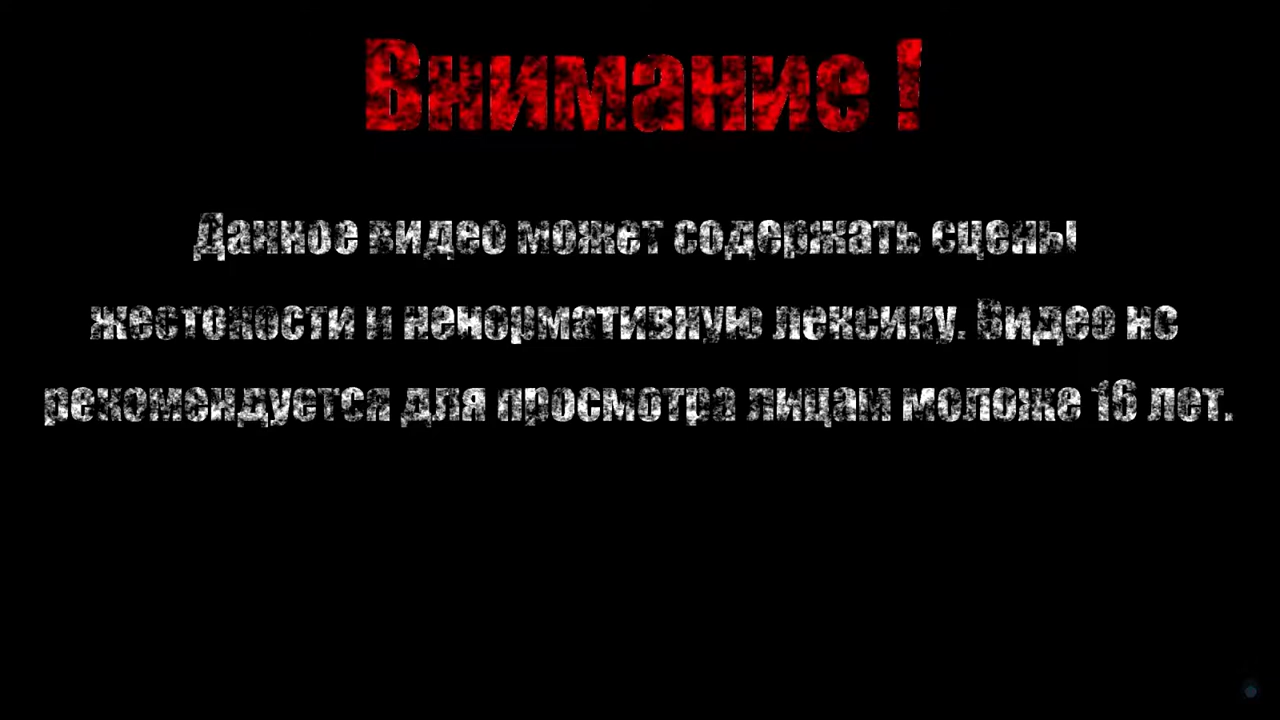 Внимание !
Данное видео может содержать сцены
жестокости и ненормативную лексику. Видео не
рекомендуется для просмотра лицам моложе 16 лет.